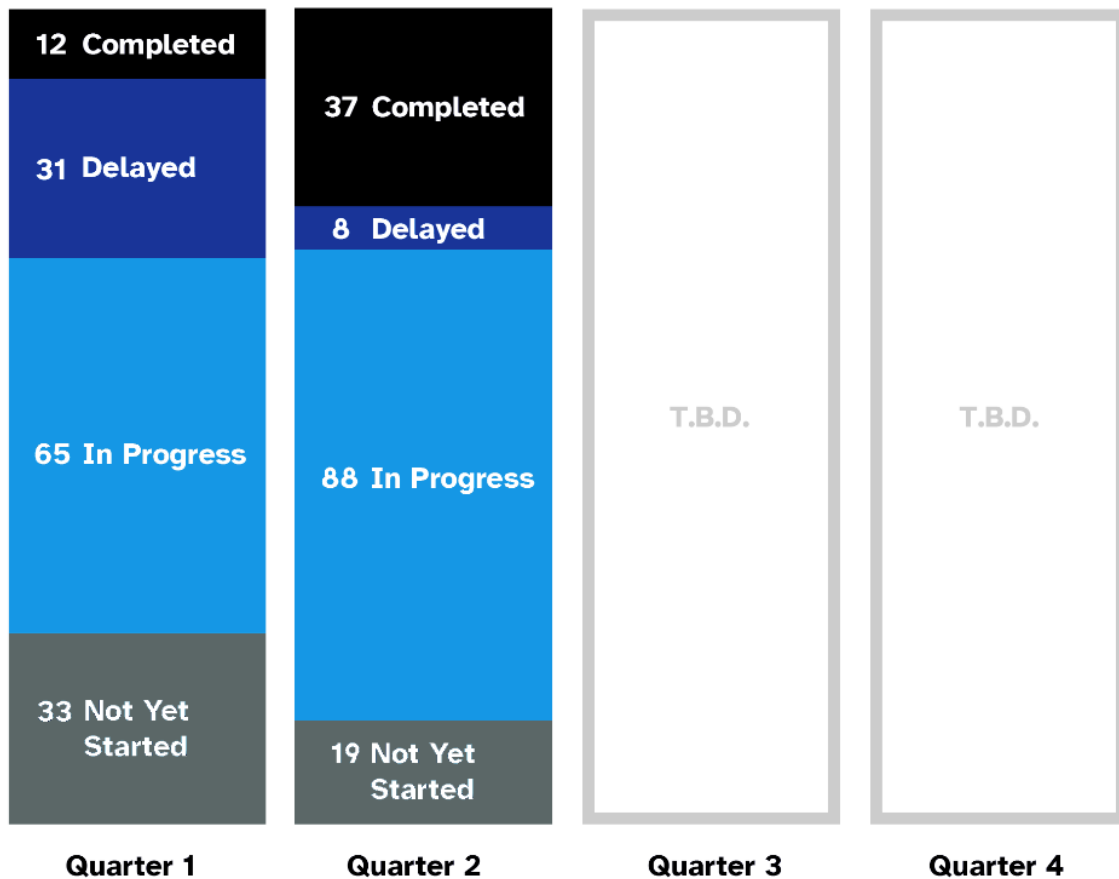 12 Completed
31 Delayed
65 In Progress
33 Not Yet
Started
Quarter 1
37 Completed
8 Delayed
88 In Progress
19 Not Yet
Started
Quarter 2
T.B.D.
Quarter 3
T.B.D.
Quarter 4